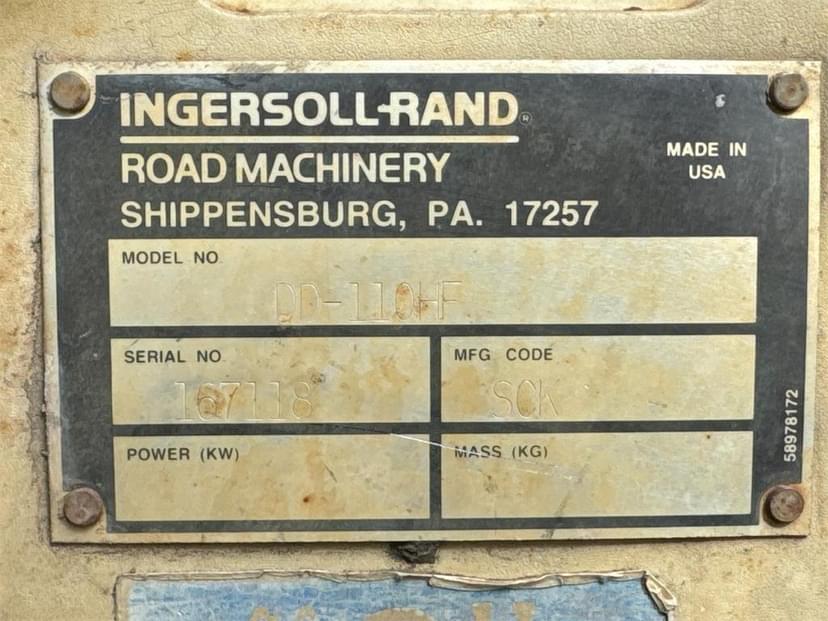 INGERSOLL-RAND®
ROAD MACHINERY
SHIPPENSBURG, PA. 17257
MADE IN
USA
MODEL NO
DD-110HF
SERIAL NO
167118
MFG CODE
SCK
POWER (KW)
MASS (KG)
58978172